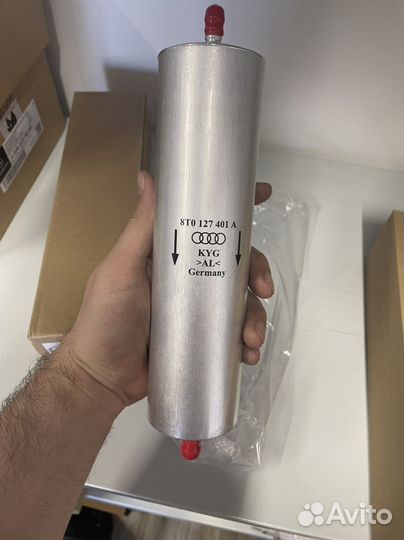 8T0 127 401 A
KYG
>AL<
Germany
Avito